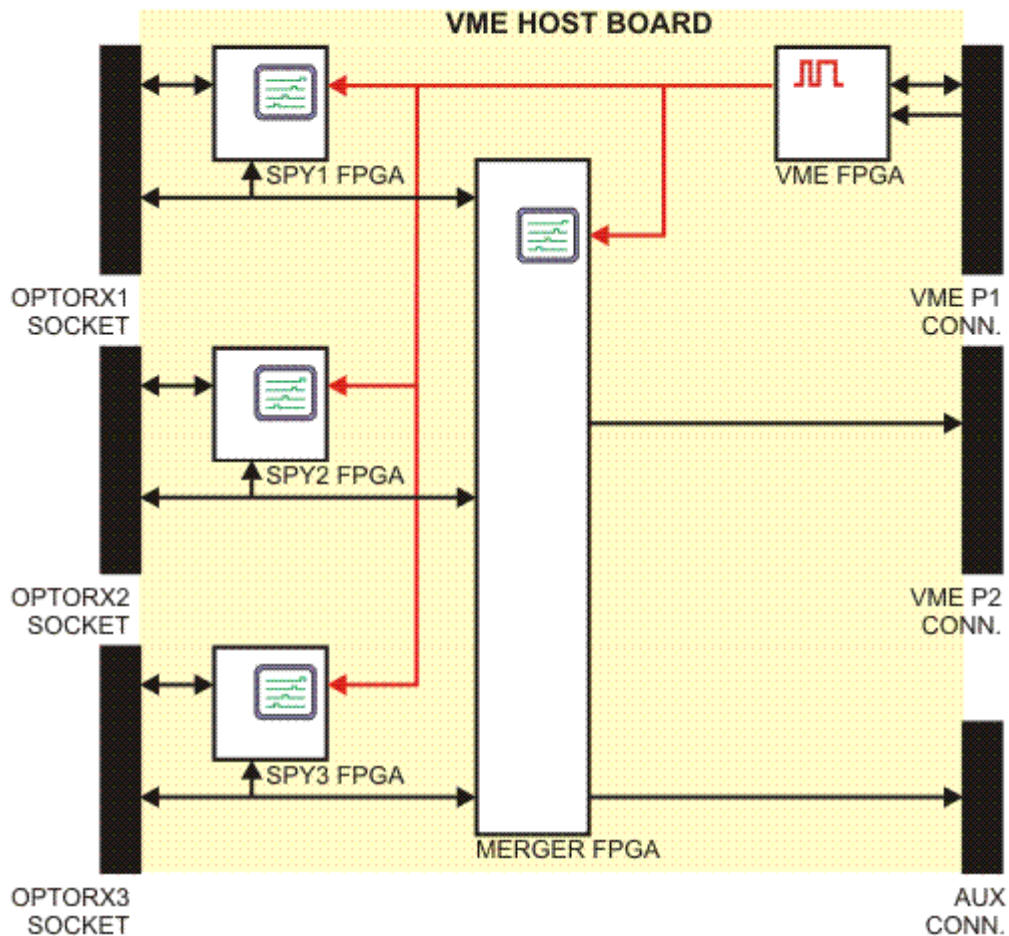 VME HOST BOARD
SPY1 FPGA
VME FPGA
OPTORX1
SOCKET
VME P1
CONN.
SPY2 FPGA
OPTORX2
SOCKET
VME P2
CONN.
SPY3 FPGA
MERGER FPGA
OPTORX3
SOCKET
AUX
CONN.